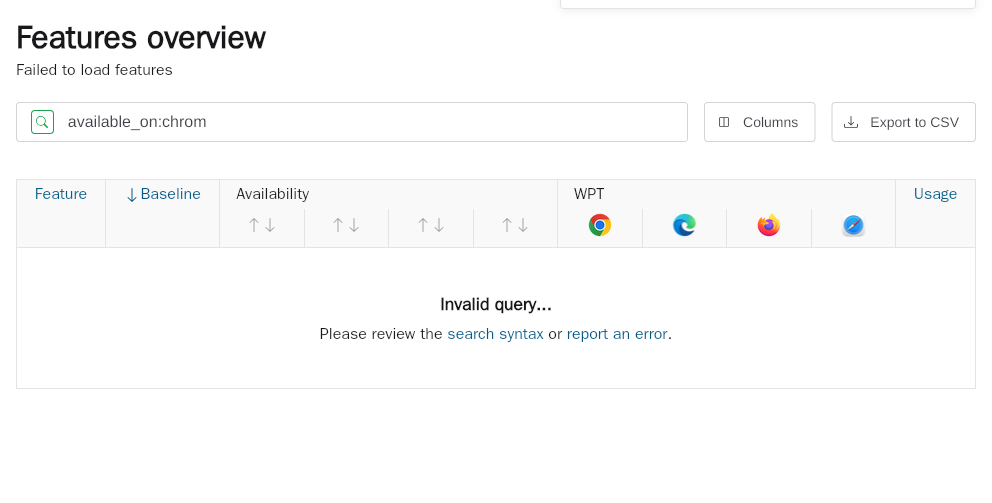 Features overview
Failed to load features
available_on:chrom
Columns
Export to CSV
Feature
Baseline
Availability
WPT
Usage
Invalid query...
Please review the search syntax or report an error.